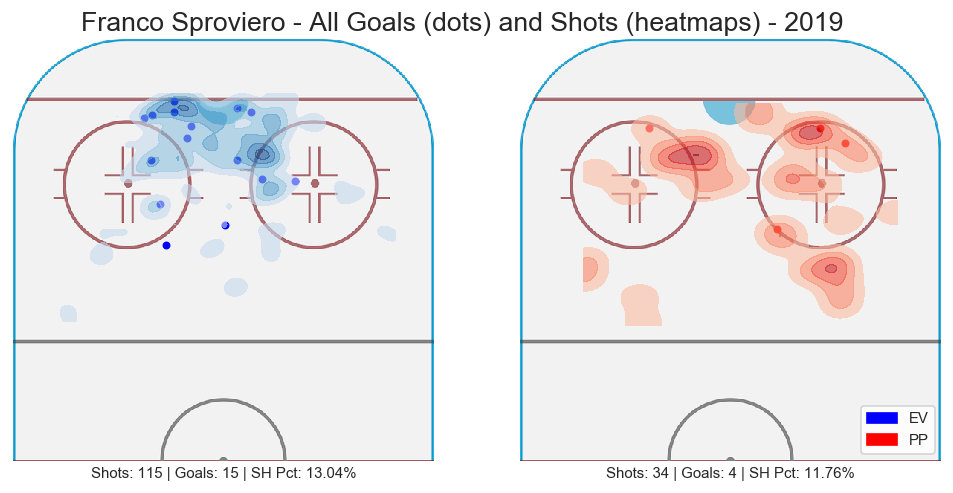 Franco Sproviero - All Goals (dots) and Shots (heatmaps) - 2019
EV
PP
Shots: 115 | Goals: 15 | SH Pct: 13.04%
Shots: 34 | Goals: 4 | SH Pct: 11.76%